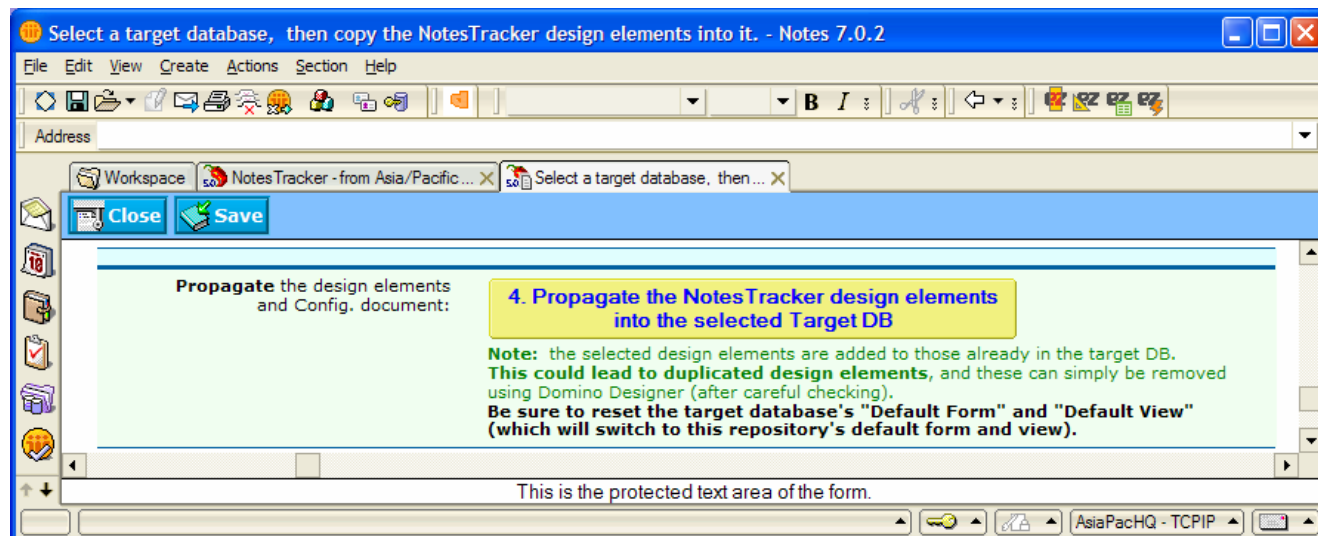 Select a target database,  then copy the NotesTracker design elements into it. - Notes 7.0.2
File Edit View Create Actions Section Help
B I
Address
Workspace NotesTracker - from Asia/Pacific ... Select a target database,  then ...
Close Save
Propagate the design elements
and Config. document:
4. Propagate the NotesTracker design elements
into the selected Target DB
Note:  the selected design elements are added to those already in the target DB.
This could lead to duplicated design elements, and these can simply be removed
using Domino Designer (after careful checking).
Be sure to reset the target database's "Default Form" and "Default View"
(which will switch to this repository's default form and view).
This is the protected text area of the form.
AsiaPacHQ - TCPIP